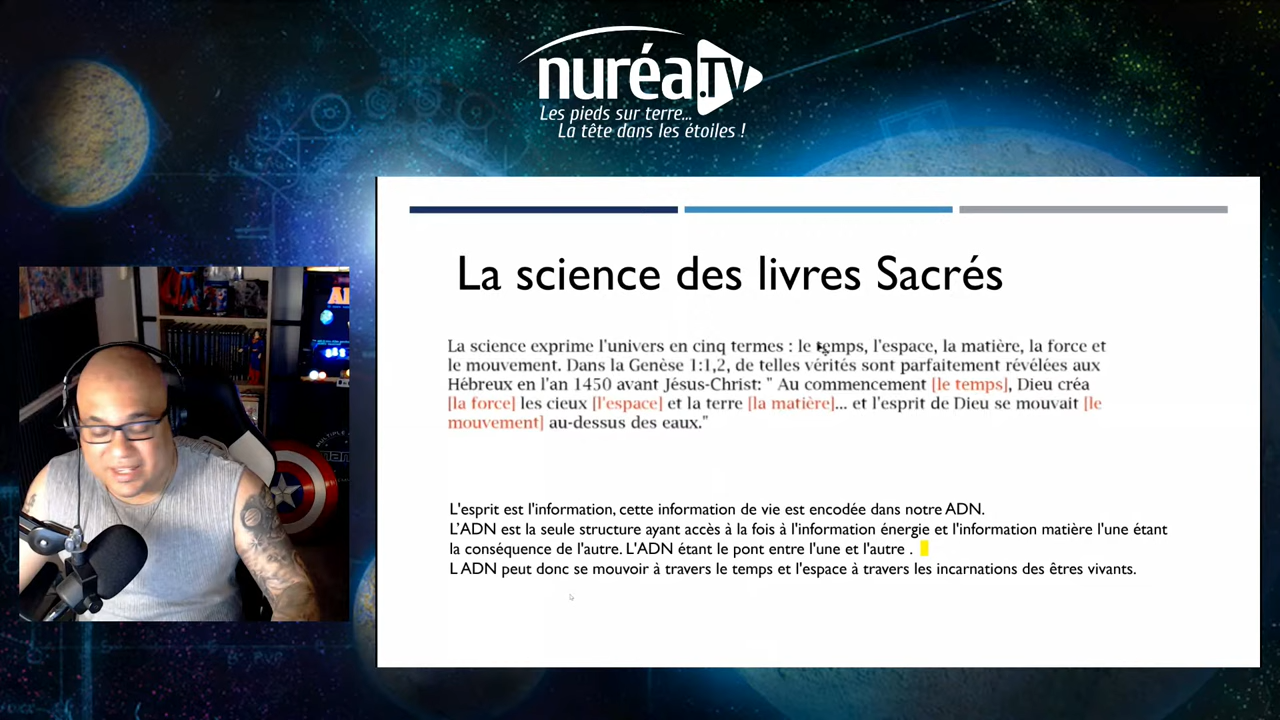 nuréa.TV
Les pieds sur terre...
La tête dans les étoiles !
La science des livres Sacrés
La science exprime l'univers en cinq termes : le temps, l'espace, la matière, la force et
le mouvement. Dans la Genèse 1:1,2, de telles vérités sont parfaitement révélées aux
Hébreux en l'an 1450 avant Jésus-Christ: " Au commencement [le temps], Dieu créa
[la force] les cieux [l'espace] et la terre [la matière]... et l'esprit de Dieu se mouvait [le
mouvement] au-dessus des eaux."
L'esprit est l'information, cette information de vie est encodée dans notre ADN.
L'ADN est la seule structure ayant accès à la fois à l'information énergie et l'information matière l'une étant
la conséquence de l'autre. L'ADN étant le pont entre l'une et l'autre .
L ADN peut donc se mouvoir à travers le temps et l'espace à travers les incarnations des êtres vivants.